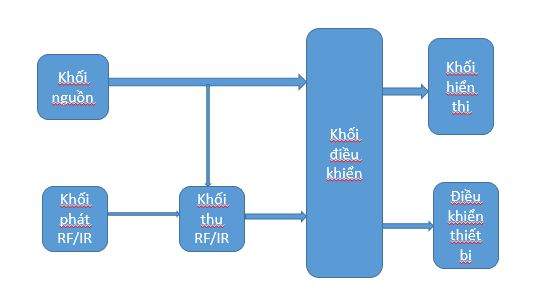 Khối
nguồn
Khối
phát
RF/IR
Khối
thu
RF/IR
Khối
điều
khiển
Khối
hiển
thị
Điều
khiển
thiết
bị